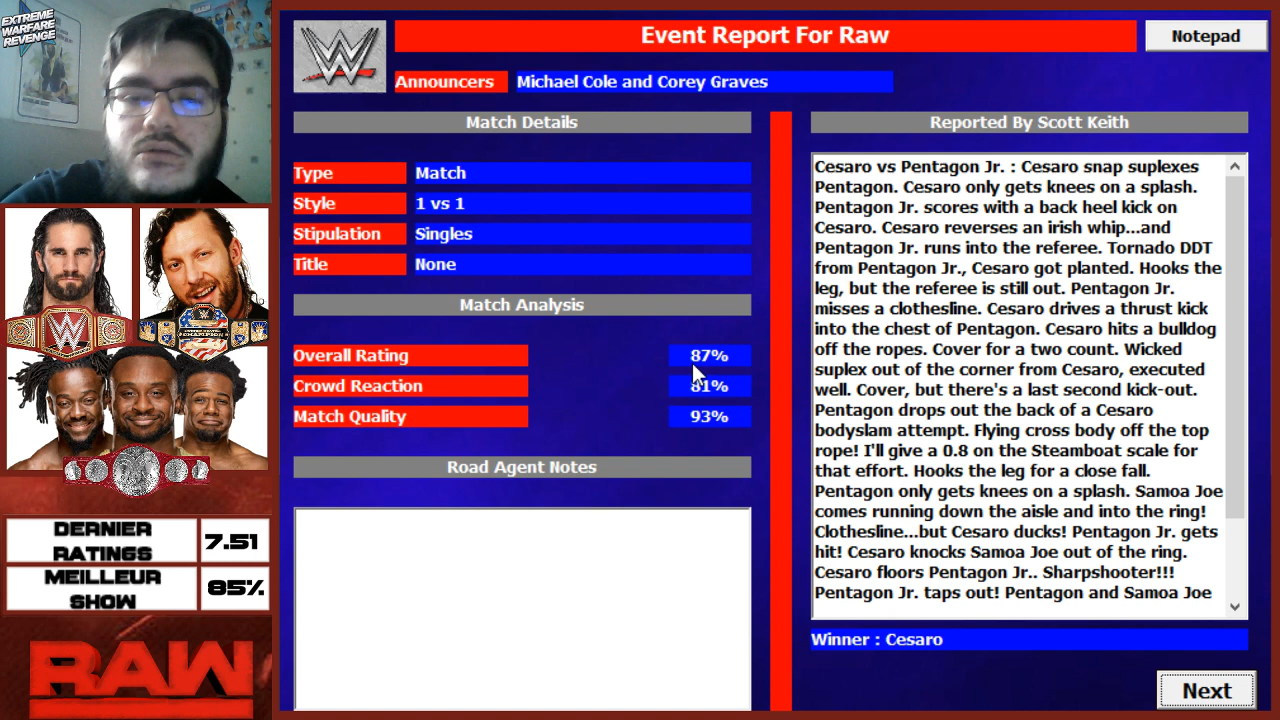 EXTREME
WARFARE
REVENGE
Event Report For Raw
Notepad
Announcers
Michael Cole and Corey Graves
Match Details
Type
Match
Style
1 vs 1
Stipulation
Singles
Title
None
Match Analysis
Overall Rating
87%
Crowd Reaction
81%
Match Quality
93%
Road Agent Notes
Reported By Scott Keith
Cesaro vs Pentagon Jr. : Cesaro snap suplexes
Pentagon. Cesaro only gets knees on a splash.
Pentagon Jr. scores with a back heel kick on
Cesaro. Cesaro reverses an irish whip...and
Pentagon Jr. runs into the referee. Tornado DDT
from Pentagon Jr., Cesaro got planted. Hooks the
leg, but the referee is still out. Pentagon Jr.
misses a clothesline. Cesaro drives a thrust kick
into the chest of Pentagon. Cesaro hits a bulldog
off the ropes. Cover for a two count. Wicked
suplex out of the corner from Cesaro, executed
well. Cover, but there's a last second kick-out.
Pentagon drops out the back of a Cesaro
bodyslam attempt. Flying cross body off the top
rope! I'll give a 0.8 on the Steamboat scale for
that effort. Hooks the leg for a close fall.
Pentagon only gets knees on a splash. Samoa Joe
comes running down the aisle and into the ring!
Clothesline...but Cesaro ducks! Pentagon Jr. gets
hit! Cesaro knocks Samoa Joe out of the ring.
Cesaro floors Pentagon Jr.. Sharpshooter!!!
Pentagon Jr. taps out! Pentagon and Samoa Joe
Winner : Cesaro
Next
DERNIER
RATINGS
7.51
MEILLEUR
SHOW
85%
RAW